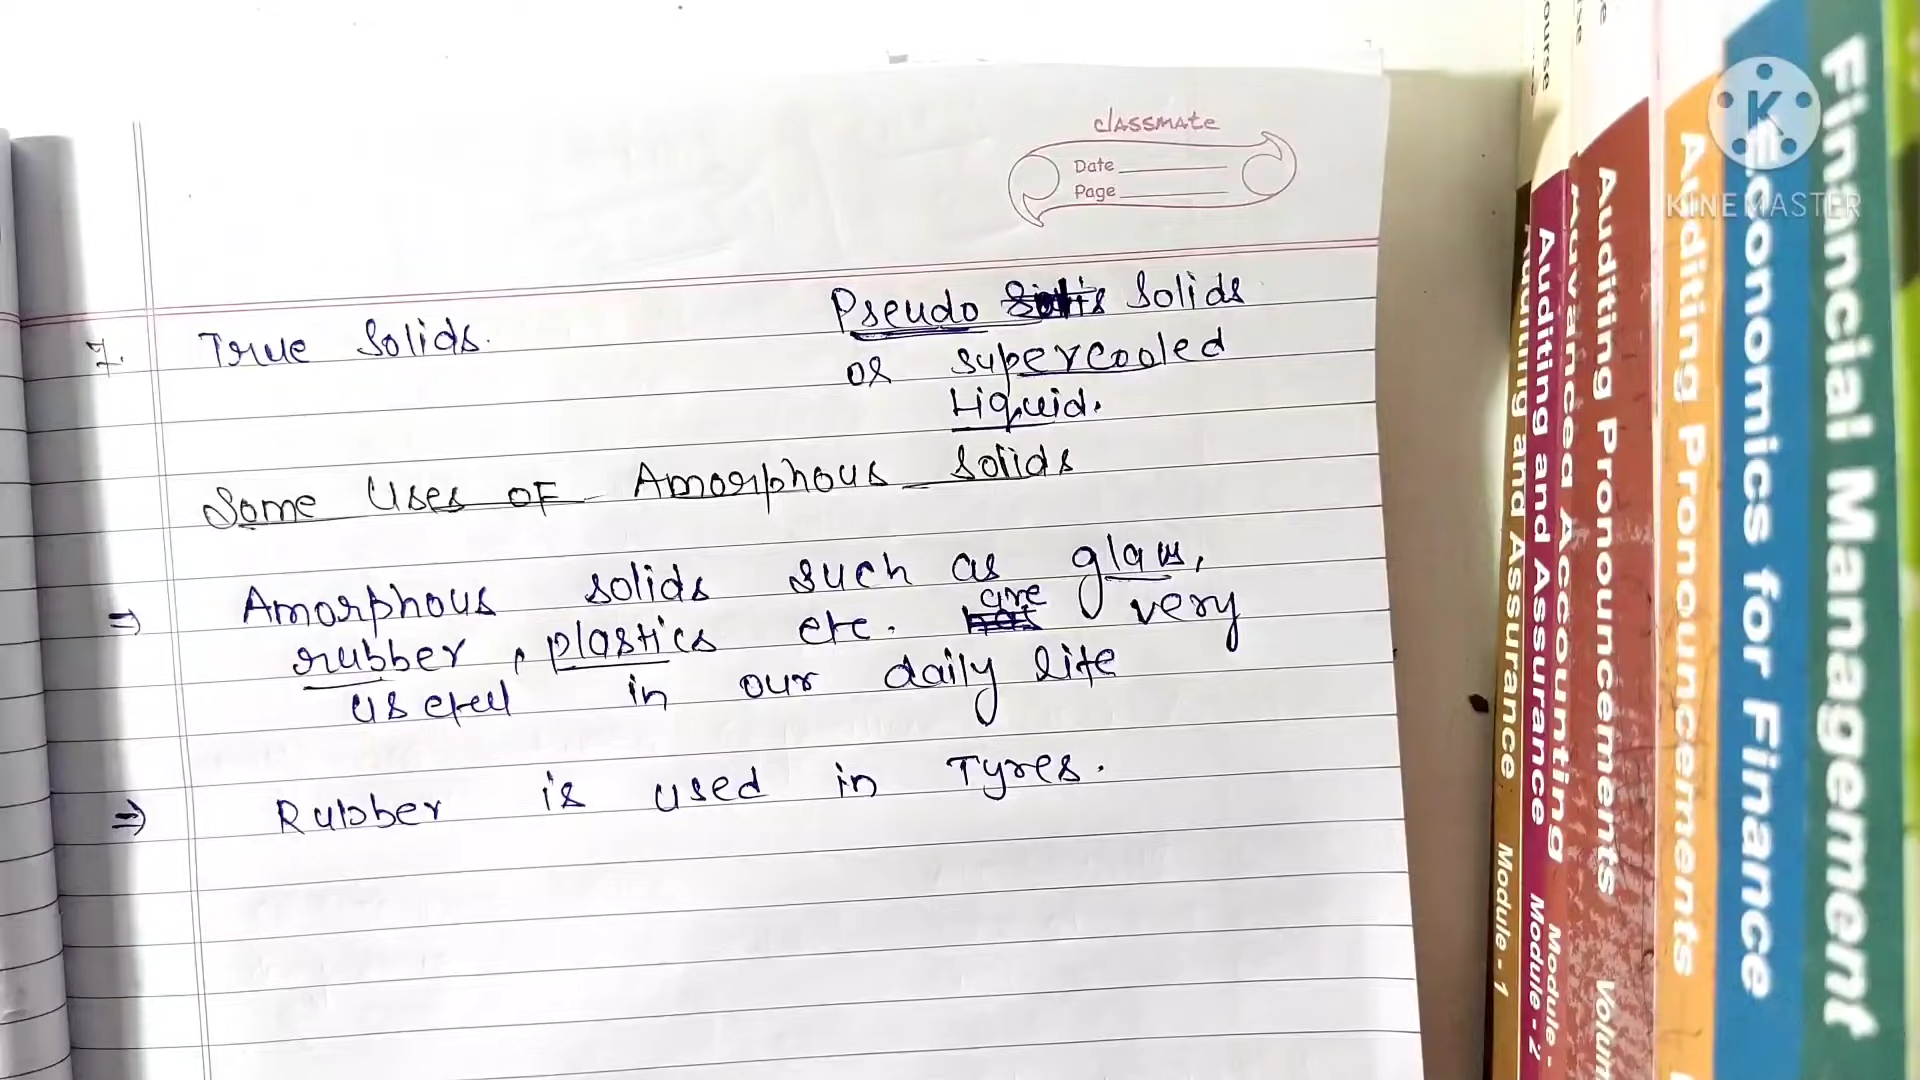 classmate
Date
Page
7. True Solids. Pseudo Solids
or supercooled
Liquid.
Some Uses OF Amorphous solids
⇒ Amorphous solids such as glass,
rubber, plastics etc. are very
useful in our daily life
⇒ Rubber is used in Tyres.
ourse
Auditing and Assurance Module - 1
Auditing and Assurance Module - 2
Advanced Accounting Module -
Auditing Pronouncements Volum
Auditing Pronouncements
Economics for Finance
Financial Management
K
KINEMASTER